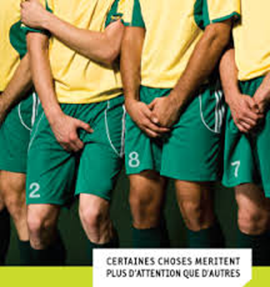 2
8
7
CERTAINES CHOSES MERITENT
PLUS D'ATTENTION QUE D'AUTRES